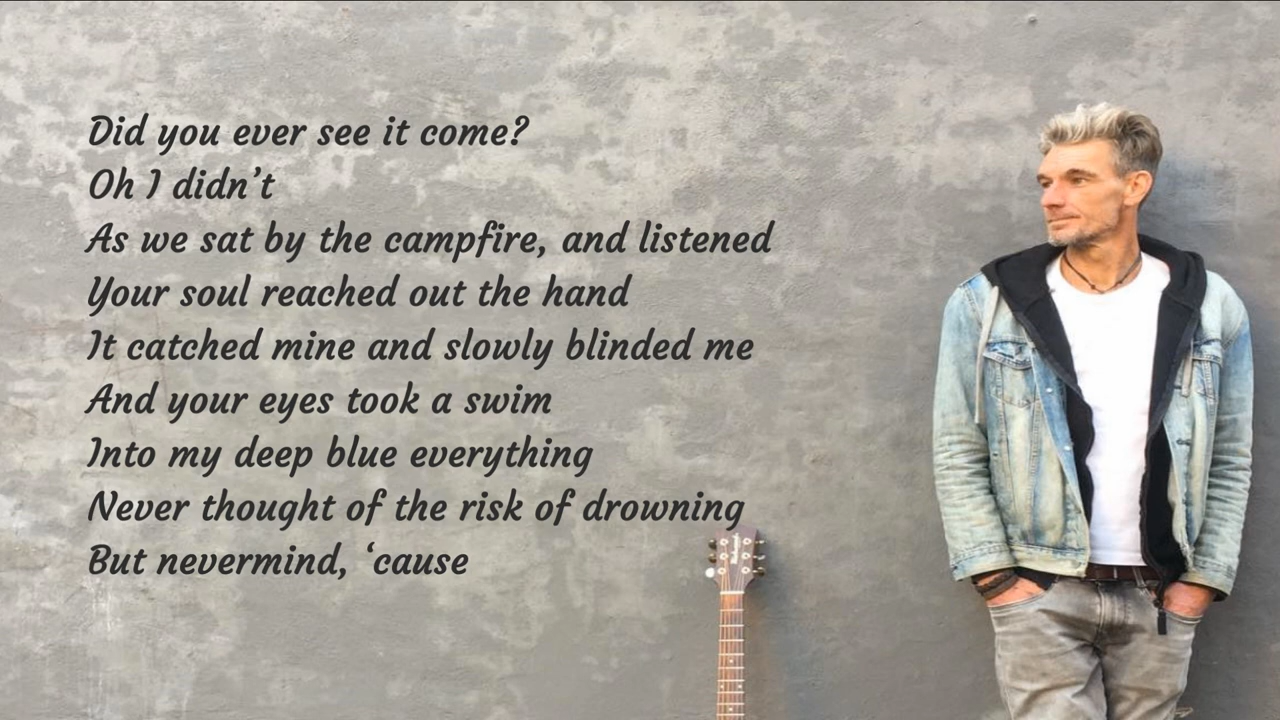 Did you ever see it come?
Oh I didn’t
As we sat by the campfire, and listened
Your soul reached out the hand
It catched mine and slowly blinded me
And your eyes took a swim
Into my deep blue everything
Never thought of the risk of drowning
But nevermind, ‘cause